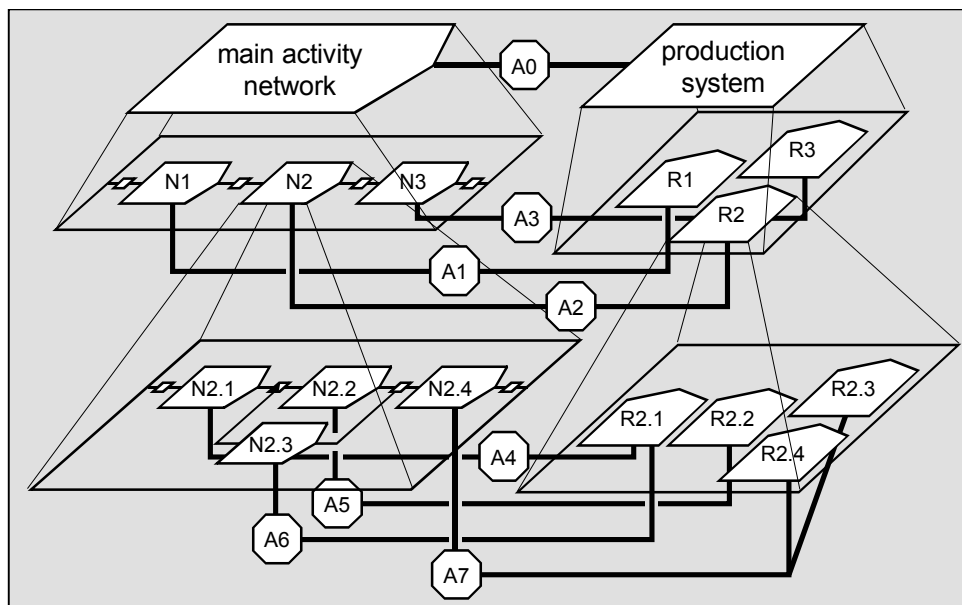 main activity
network
A0
production
system
N1
N2
N3
R1
R3
R2
A3
A1
A2
N2.1
N2.2
N2.4
N2.3
R2.1
R2.2
R2.3
R2.4
A4
A5
A6
A7